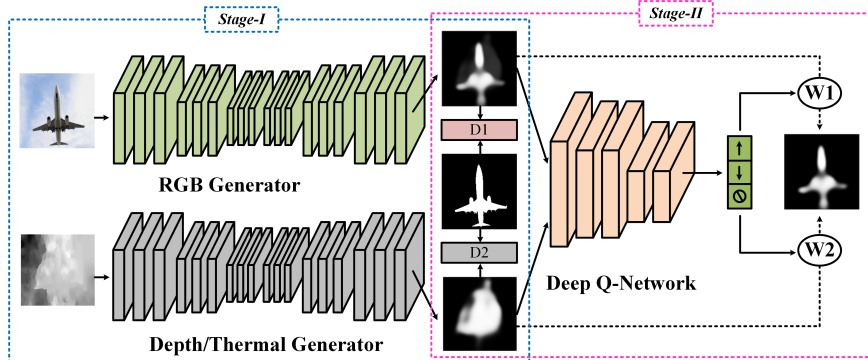 Stage-I
Stage-II
W1
D1
RGB Generator
D2
W2
Deep Q-Network
Depth/Thermal Generator